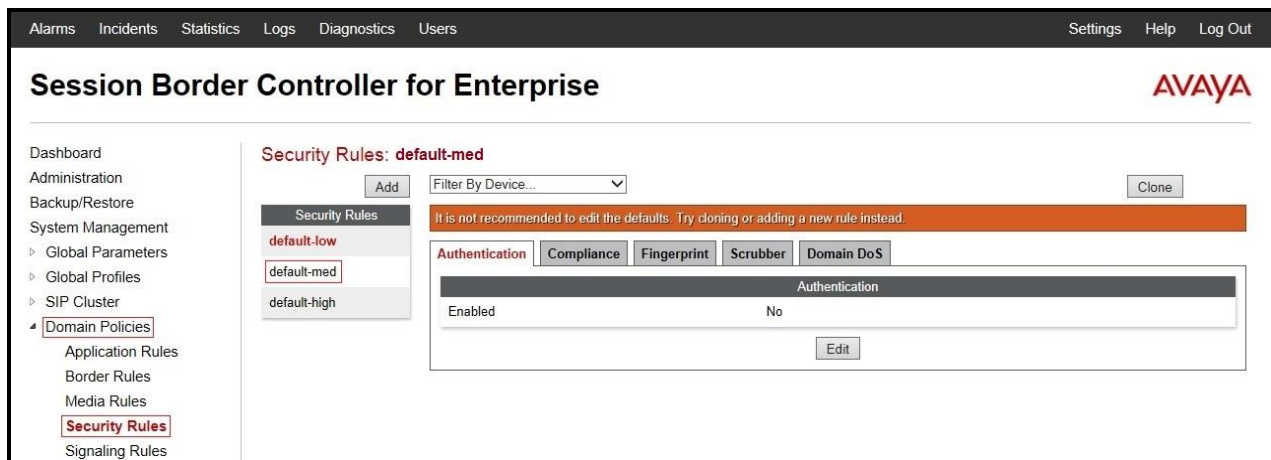 Alarms Incidents Statistics Logs Diagnostics Users Settings Help Log Out
Session Border Controller for Enterprise
AVAYA
Dashboard
Administration
Backup/Restore
System Management
Global Parameters
Global Profiles
SIP Cluster
Domain Policies
Application Rules
Border Rules
Media Rules
Security Rules
Signaling Rules
Security Rules: default-med
Add
Filter By Device...
Clone
Security Rules
default-low
default-med
default-high
It is not recommended to edit the defaults. Try cloning or adding a new rule instead.
Authentication Compliance Fingerprint Scrubber Domain DoS
Authentication
Enabled No
Edit